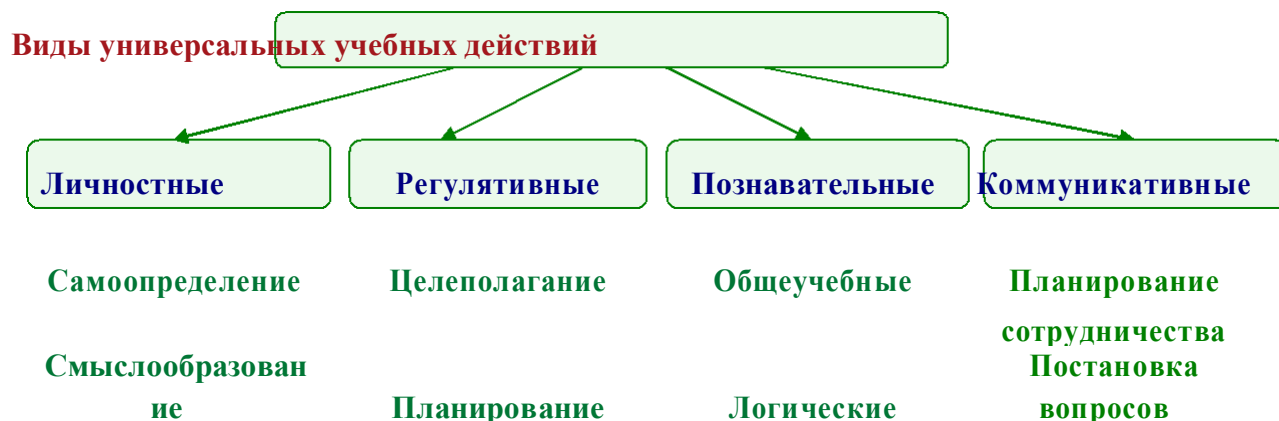 Виды универсальных учебных действий
Личностные
Регулятивные
Познавательные
Коммуникативные
Самоопределение
Целеполагание
Общеучебные
Планирование
сотрудничества
Смыслообразован
ие
Планирование
Логические
Постановка
вопросов